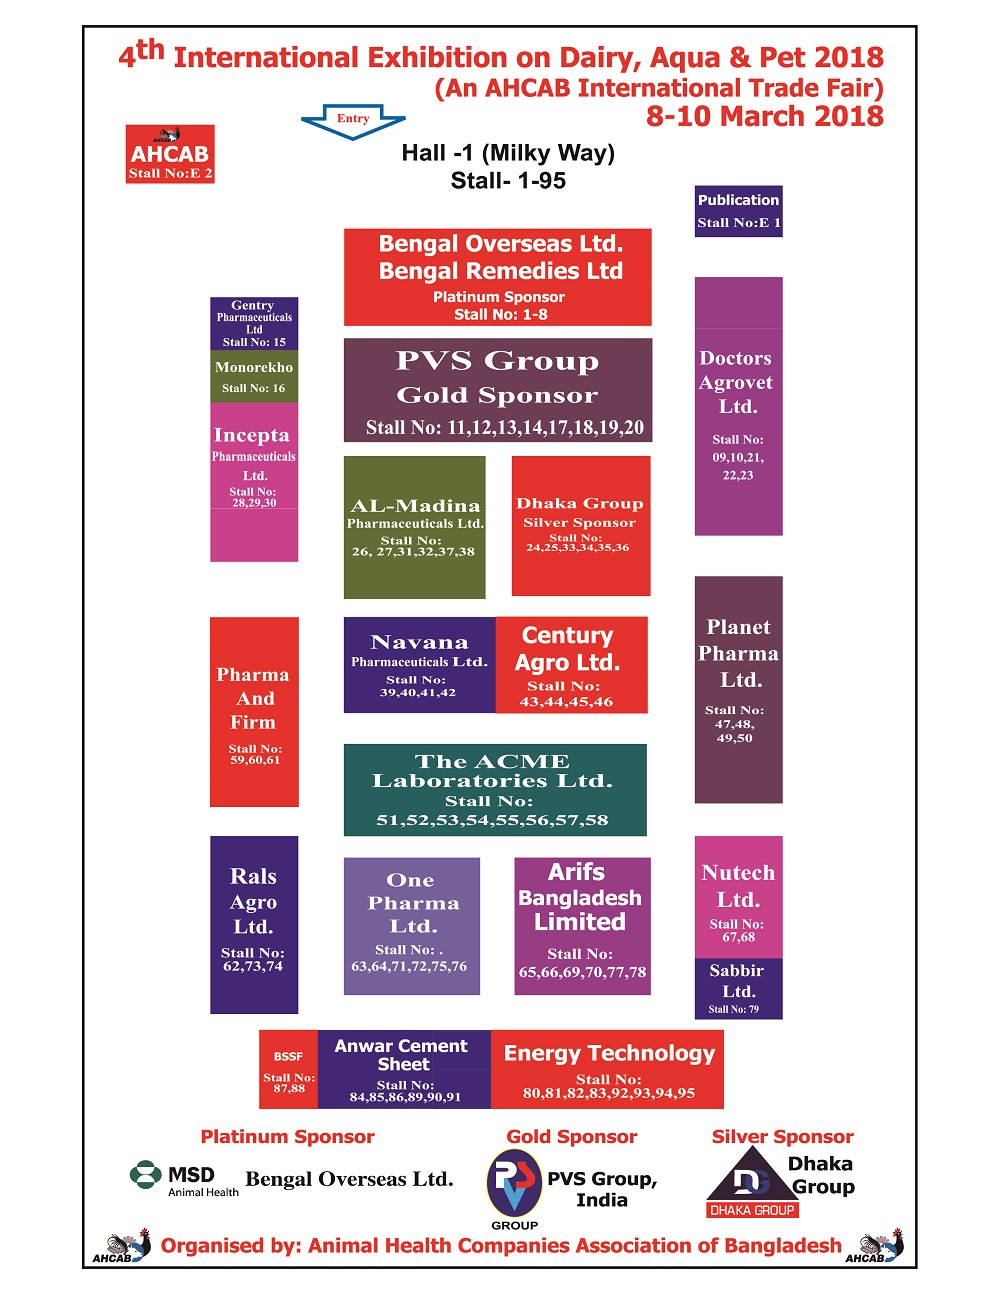 4th International Exhibition on Dairy, Aqua & Pet 2018
(An AHCAB International Trade Fair)
8-10 March 2018
Entry
AHCAB
AHCAB
Stall No:E 2
Hall -1 (Milky Way)
Stall- 1-95
Publication
Stall No:E 1
Bengal Overseas Ltd.
Bengal Remedies Ltd
Platinum Sponsor
Stall No: 1-8
Gentry
Pharmaceuticals
Ltd
Stall No: 15
Monorekho
Stall No: 16
Incepta
Pharmaceuticals
Ltd.
Stall No:
28,29,30
PVS Group
Gold Sponsor
Stall No: 11,12,13,14,17,18,19,20
Doctors
Agrovet
Ltd.
Stall No:
09,10,21,
22,23
AL-Madina
Pharmaceuticals Ltd.
Stall No:
26, 27,31,32,37,38
Dhaka Group
Silver Sponsor
Stall No:
24,25,33,34,35,36
Pharma
And
Firm
Stall No:
59,60,61
Navana
Pharmaceuticals Ltd.
Stall No:
39,40,41,42
Century
Agro Ltd.
Stall No:
43,44,45,46
Planet
Pharma
Ltd.
Stall No:
47,48,
49,50
The ACME
Laboratories Ltd.
Stall No:
51,52,53,54,55,56,57,58
Rals
Agro
Ltd.
Stall No:
62,73,74
One
Pharma
Ltd.
Stall No: .
63,64,71,72,75,76
Arifs
Bangladesh
Limited
Stall No:
65,66,69,70,77,78
Nutech
Ltd.
Stall No:
67,68
Sabbir
Ltd.
Stall No: 79
BSSF
Stall No:
87,88
Anwar Cement
Sheet
Stall No:
84,85,86,89,90,91
Energy Technology
Stall No:
80,81,82,83,92,93,94,95
Platinum Sponsor
MSD
Animal Health
Bengal Overseas Ltd.
Gold Sponsor
PVS
GROUP
PVS Group,
India
Silver Sponsor
DG
DHAKA GROUP
Dhaka
Group
AHCAB
Organised by: Animal Health Companies Association of Bangladesh
AHCAB